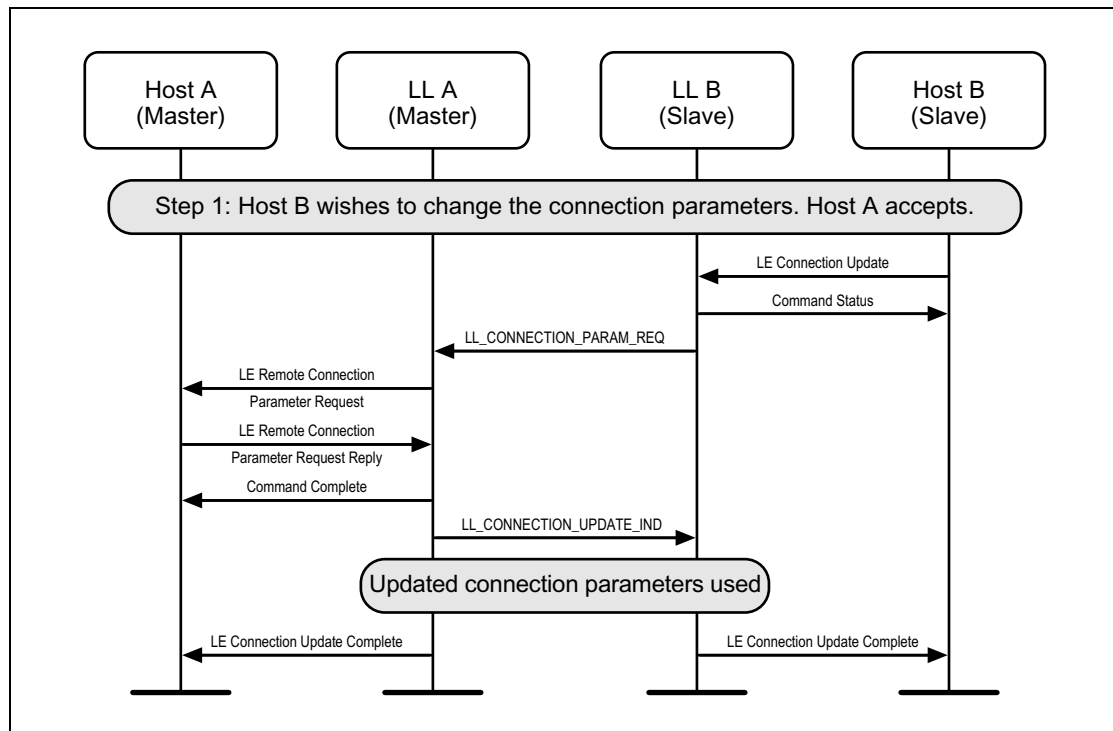 Host A
(Master)
LL A
(Master)
LL B
(Slave)
Host B
(Slave)
Step 1: Host B wishes to change the connection parameters. Host A accepts.
LE Connection Update
Command Status
LL_CONNECTION_PARAM_REQ
LE Remote Connection
Parameter Request
LE Remote Connection
Parameter Request Reply
Command Complete
LL_CONNECTION_UPDATE_IND
Updated connection parameters used
LE Connection Update Complete
LE Connection Update Complete